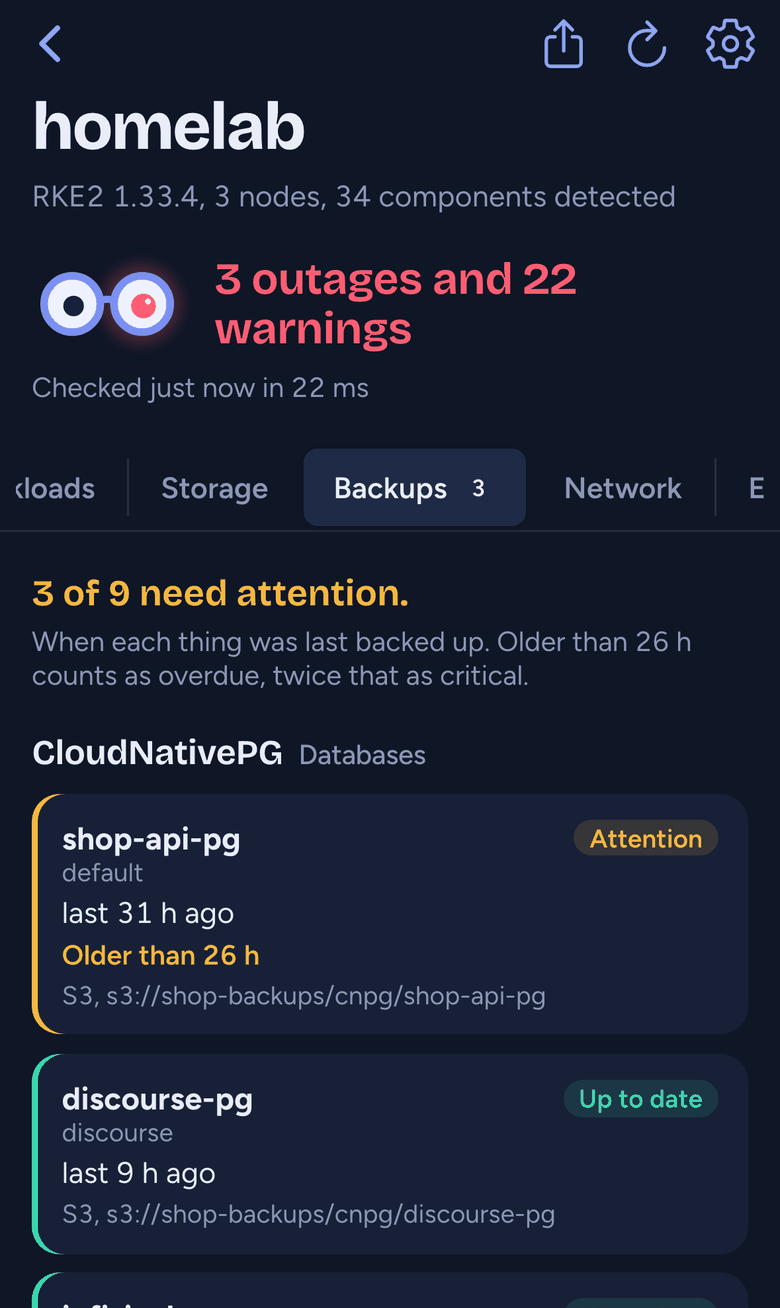 homelab
RKE2 1.33.4, 3 nodes, 34 components detected
3 outages and 22
warnings
Checked just now in 22 ms
kloads Storage Backups 3 Network E
3 of 9 need attention.
When each thing was last backed up. Older than 26 h
counts as overdue, twice that as critical.
CloudNativePG Databases
shop-api-pg Attention
default
last 31 h ago
Older than 26 h
S3, s3://shop-backups/cnpg/shop-api-pg
discourse-pg Up to date
discourse
last 9 h ago
S3, s3://shop-backups/cnpg/discourse-pg